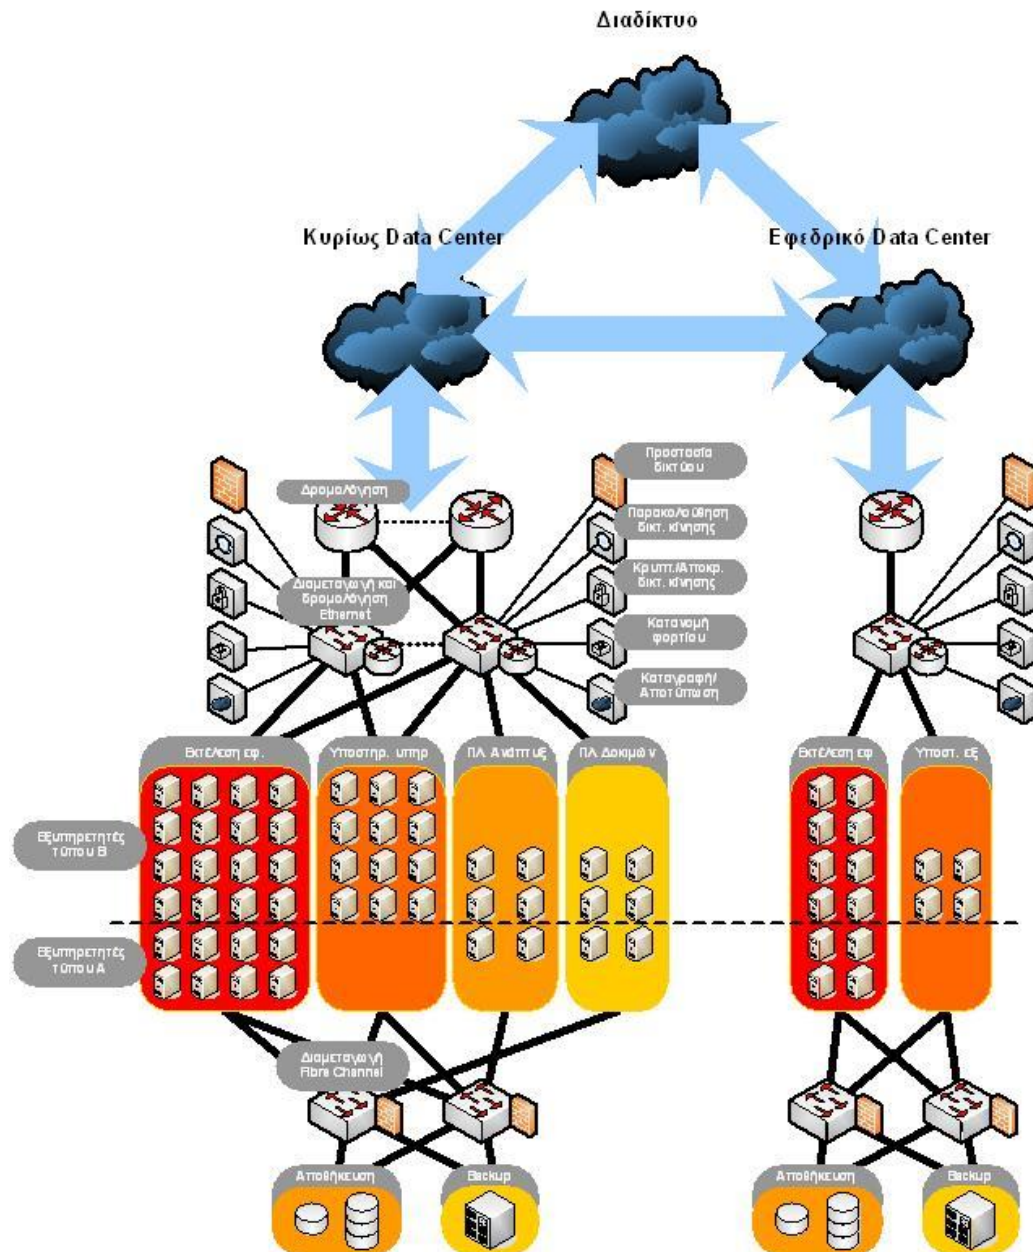 Διαδίκτυο
Κυρίως Data Center
Εφεδρικό Data Center
Προστασία
δικτύου
Δρομολόγηση
Παρακολούθηση
δικτ. κίνησης
Διαμεταγωγή και
δρομολόγηση
Ethernet
Κρυπτ./Αποκρ.
δικτ. κίνησης
Κατανομή
φορτίου
Καταγραφή/
Αποτύπωση
Εκτέλεση εφ.
Υποστηρ. υπηρ
Πλ. Ανάπτυξ
Πλ. Δοκιμών
Εκτέλεση εφ
Υποστ. εξ
Εξυπηρετητές
τύπου Β
Εξυπηρετητές
τύπου Α
Διαμεταγωγή
Fibre Channel
Αποθήκευση
Backup
Αποθήκευση
Backup